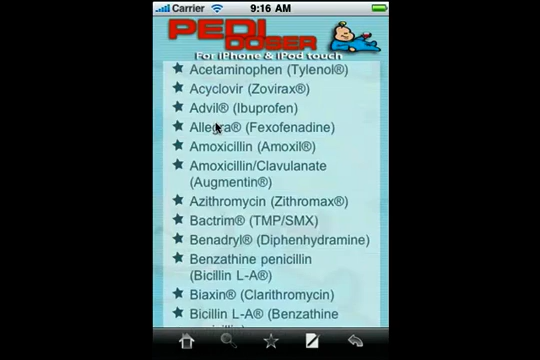 Carrier
9:16 AM
PEDI
DOSER
For iPhone & iPod touch
Acetaminophen (Tylenol®)
Acyclovir (Zovirax®)
Advil® (Ibuprofen)
Allegra® (Fexofenadine)
Amoxicillin (Amoxil®)
Amoxicillin/Clavulanate
(Augmentin®)
Azithromycin (Zithromax®)
Bactrim® (TMP/SMX)
Benadryl® (Diphenhydramine)
Benzathine penicillin
(Bicillin L-A®)
Biaxin® (Clarithromycin)
Bicillin L-A® (Benzathine